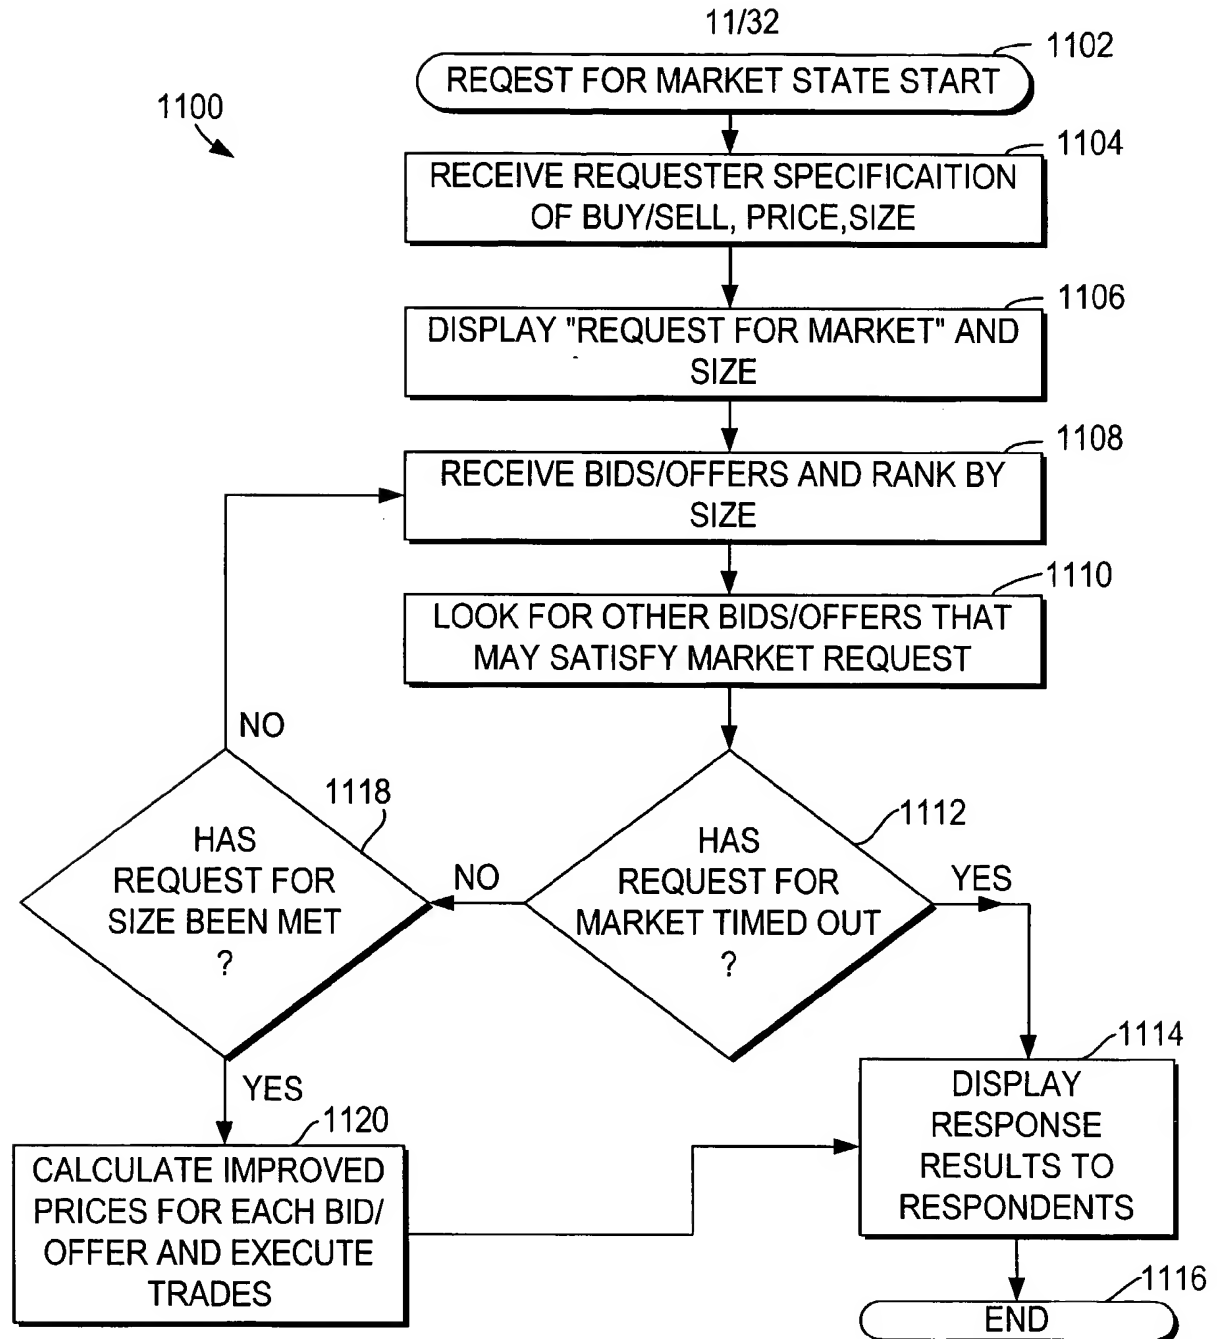 11/32
1102
REQEST FOR MARKET STATE START
1100
1104
RECEIVE REQUESTER SPECIFICAITION
OF BUY/SELL, PRICE,SIZE
1106
DISPLAY "REQUEST FOR MARKET" AND
SIZE
1108
RECEIVE BIDS/OFFERS AND RANK BY
SIZE
1110
LOOK FOR OTHER BIDS/OFFERS THAT
MAY SATISFY MARKET REQUEST
NO
1118
HAS
REQUEST FOR
SIZE BEEN MET
?
NO
1112
HAS
REQUEST FOR
MARKET TIMED OUT
?
YES
YES
1120
CALCULATE IMPROVED
PRICES FOR EACH BID/
OFFER AND EXECUTE
TRADES
1114
DISPLAY
RESPONSE
RESULTS TO
RESPONDENTS
1116
END